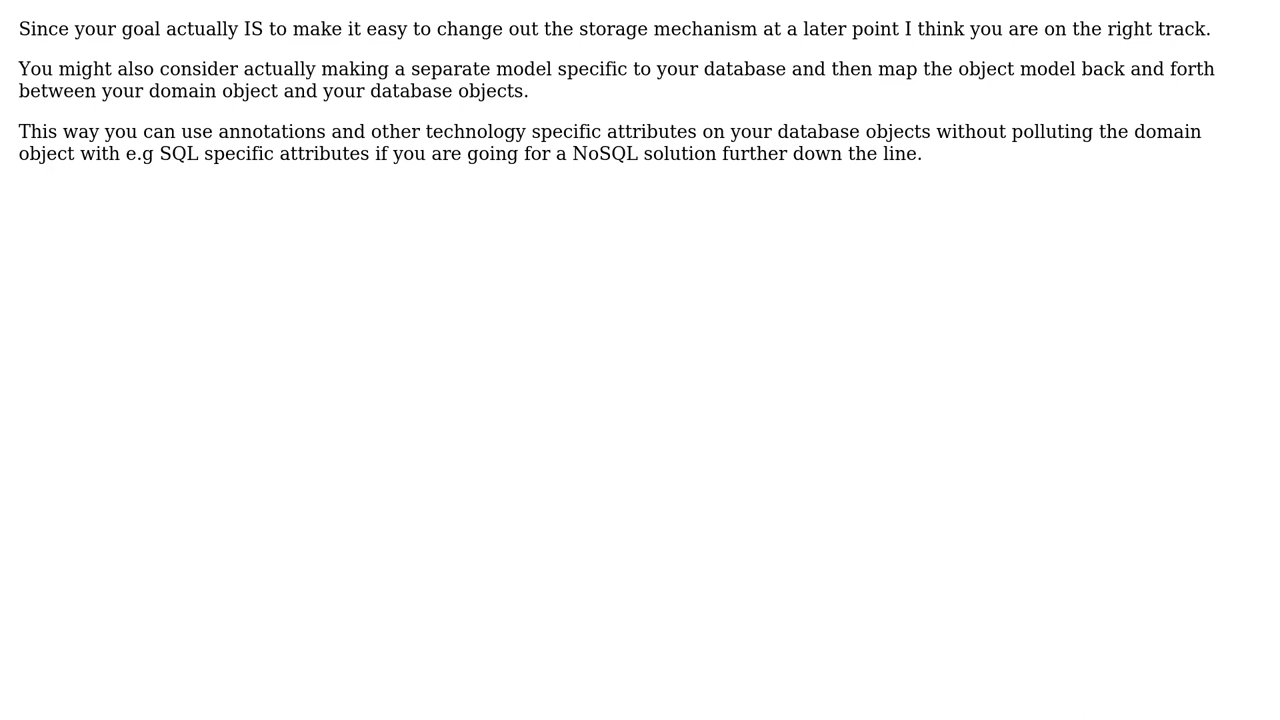 Since your goal actually IS to make it easy to change out the storage mechanism at a later point I think you are on the right track.
You might also consider actually making a separate model specific to your database and then map the object model back and forth
between your domain object and your database objects.
This way you can use annotations and other technology specific attributes on your database objects without polluting the domain
object with e.g SQL specific attributes if you are going for a NoSQL solution further down the line.